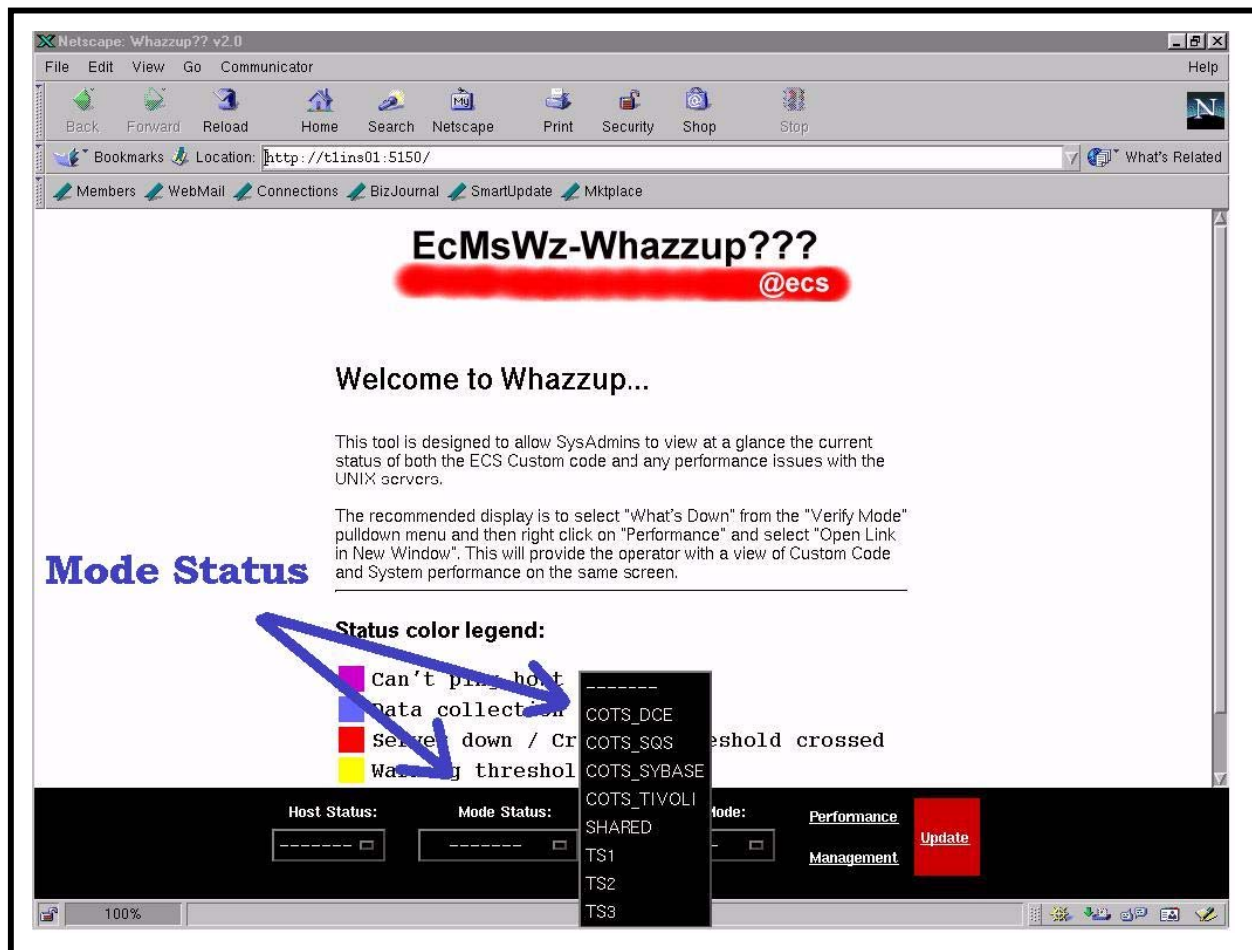 Netscape: Whazzup?? v2.0
File Edit View Go Communicator Help
Back Forward Reload Home Search Netscape Print Security Shop Stop
My
N
Bookmarks Location: http://t1ins01:5150/ What's Related
Members WebMail Connections BizJournal SmartUpdate Mktplace
EcMsWz-Whazzup???
@ecs
Welcome to Whazzup...
This tool is designed to allow SysAdmins to view at a glance the current
status of both the ECS Custom code and any performance issues with the
UNIX servers.
The recommended display is to select "What's Down" from the "Verify Mode"
pulldown menu and then right click on "Performance" and select "Open Link
in New Window". This will provide the operator with a view of Custom Code
and System performance on the same screen.
Mode Status
Status color legend:
Can't ping host
Data collection
down / Cr eshold crossed
threshol
-------
COTS_DCE
COTS_SQS
COTS_SYBASE
COTS_TIVOLI
SHARED
TS1
TS2
TS3
Host Status: Mode Status: Mode:
------- ------- -
Performance
Management
Update
100%